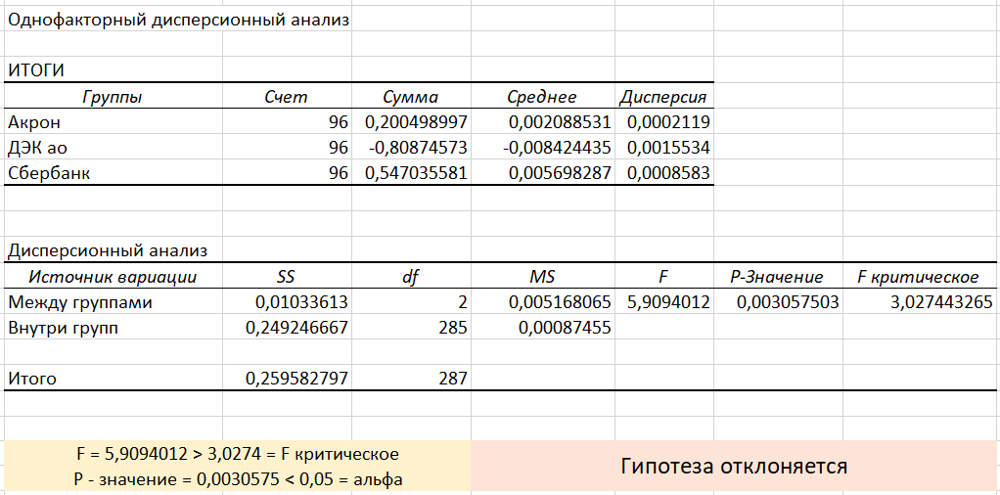 Однофакторный дисперсионный анализ
ИТОГИ
Группы Счет Сумма Среднее Дисперсия
Акрон 96 0,200498997 0,002088531 0,0002119
ДЭК ао 96 -0,80874573 -0,008424435 0,0015534
Сбербанк 96 0,547035581 0,005698287 0,0008583
Дисперсионный анализ
Источник вариации SS df MS F P-Значение F критическое
Между группами 0,01033613 2 0,005168065 5,9094012 0,003057503 3,027443265
Внутри групп 0,249246667 285 0,00087455
Итого 0,259582797 287
F = 5,9094012 > 3,0274 = F критическое
P - значение = 0,0030575 < 0,05 = альфа
Гипотеза отклоняется